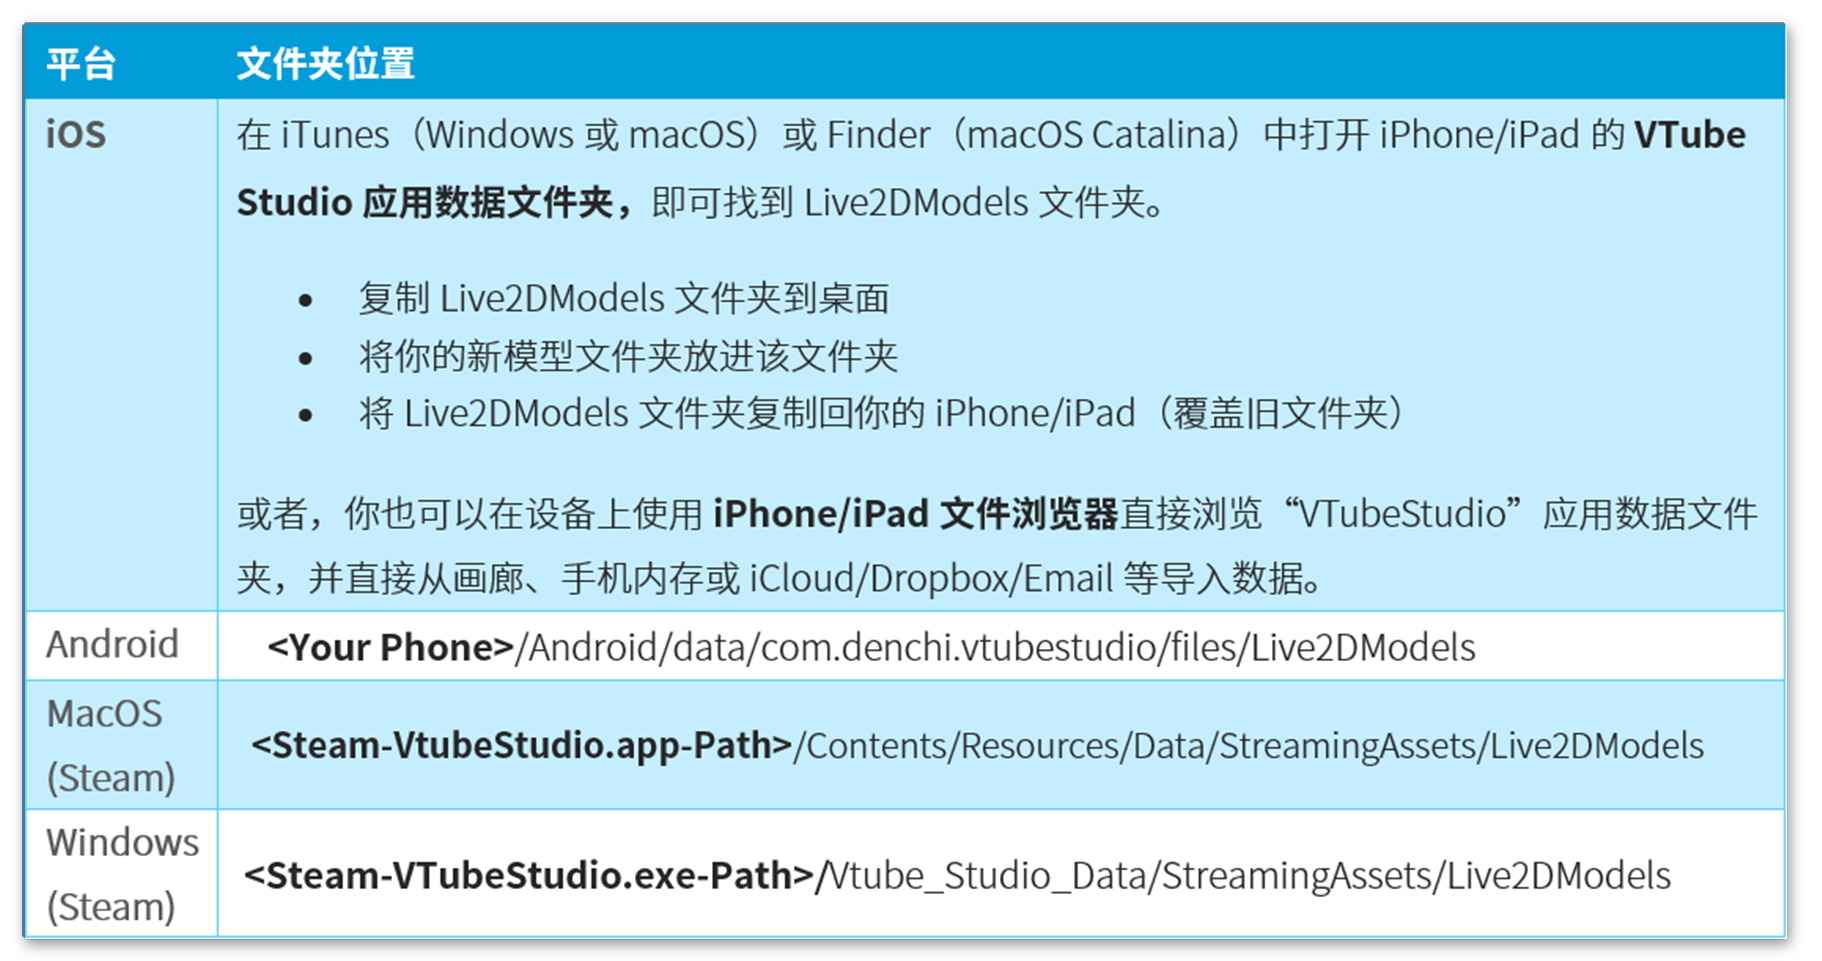 平台 文件夹位置
iOS 在 iTunes（Windows 或 macOS）或 Finder（macOS Catalina）中打开 iPhone/iPad 的 VTube
Studio 应用数据文件夹，即可找到 Live2DModels 文件夹。
• 复制 Live2DModels 文件夹到桌面
• 将你的新模型文件夹放进该文件夹
• 将 Live2DModels 文件夹复制回你的 iPhone/iPad（覆盖旧文件夹）
或者，你也可以在设备上使用 iPhone/iPad 文件浏览器直接浏览“VTubeStudio”应用数据文件
夹，并直接从画廊、手机内存或 iCloud/Dropbox/Email 等导入数据。
Android <Your Phone>/Android/data/com.denchi.vtubestudio/files/Live2DModels
MacOS
(Steam)
<Steam-VtubeStudio.app-Path>/Contents/Resources/Data/StreamingAssets/Live2DModels
Windows
(Steam)
<Steam-VTubeStudio.exe-Path>/Vtube_Studio_Data/StreamingAssets/Live2DModels